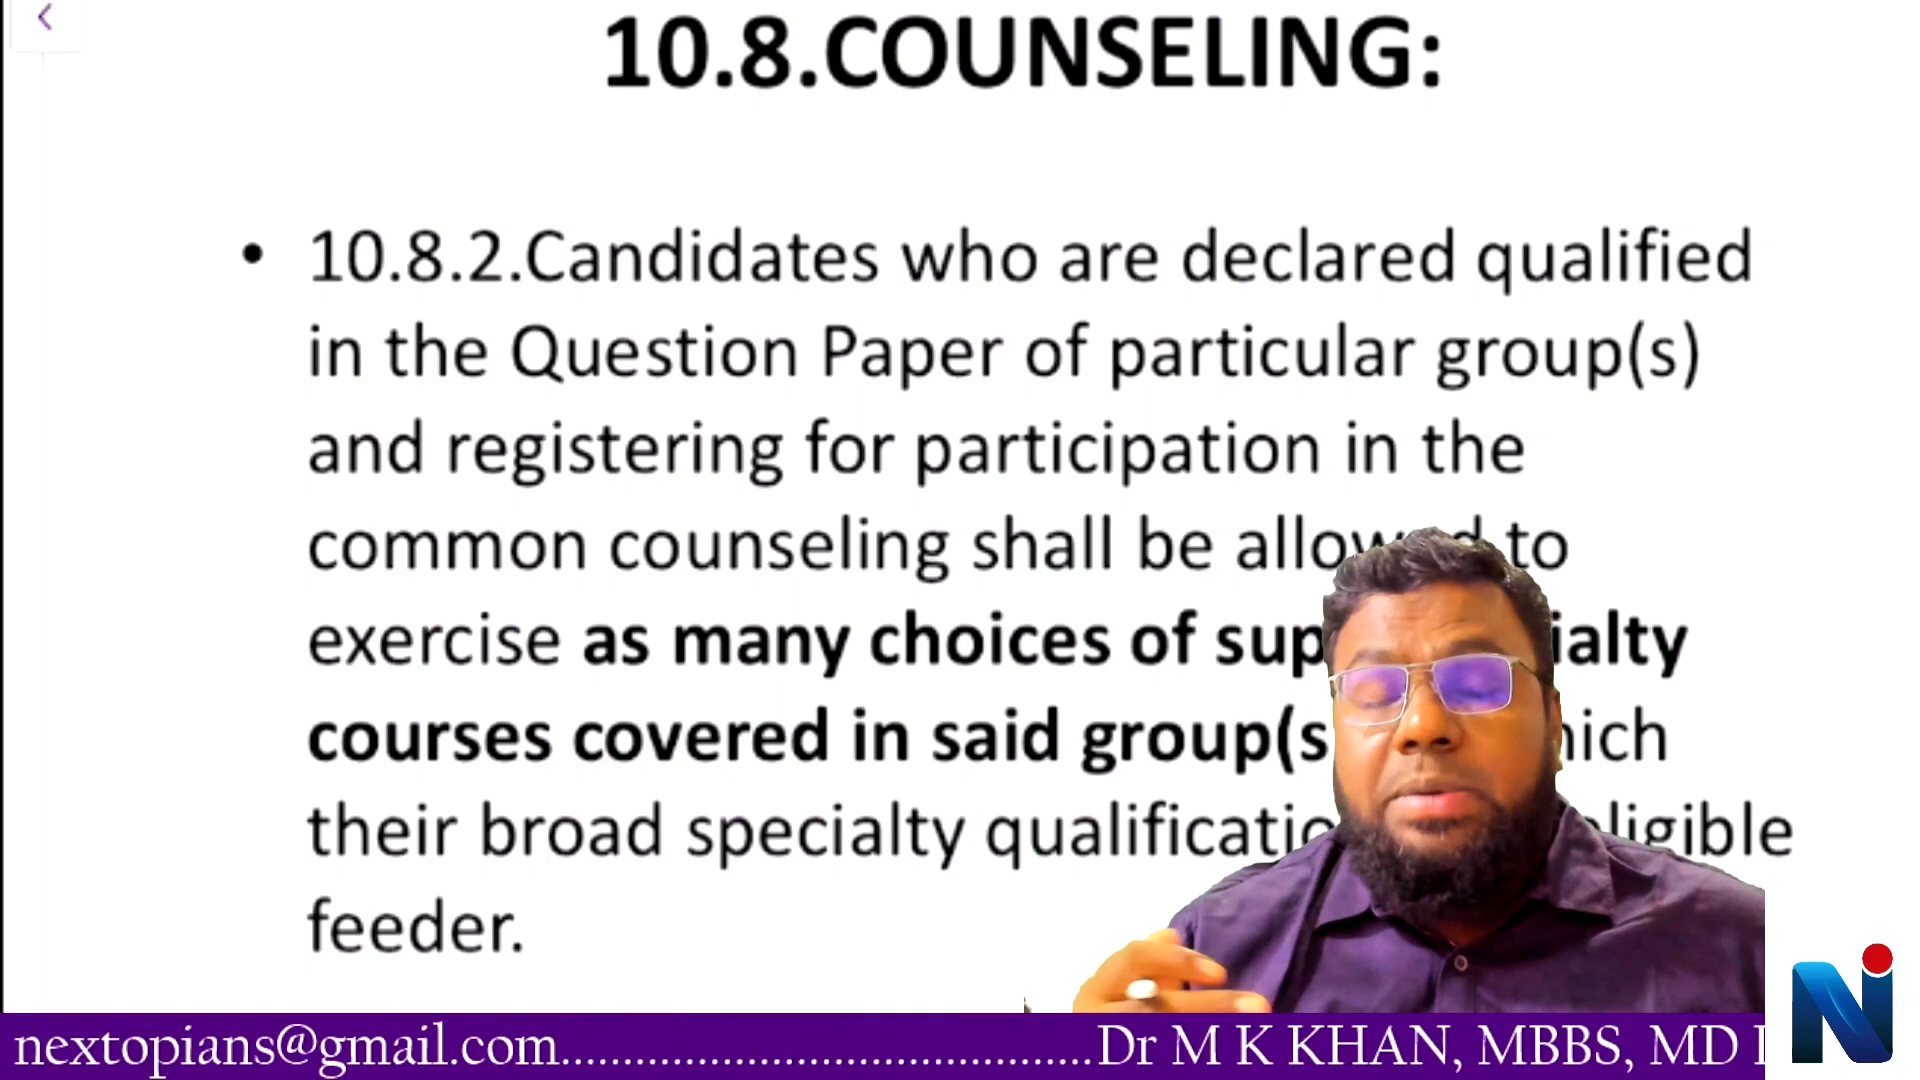 10.8.COUNSELING:
• 10.8.2.Candidates who are declared qualified
in the Question Paper of particular group(s)
and registering for participation in the
common counseling shall be allowed to
exercise as many choices of sup ialty
courses covered in said group(s hich
their broad specialty qualificatio ligible
feeder.
nextopians@gmail.com.......................................Dr M K KHAN, MBBS, MD